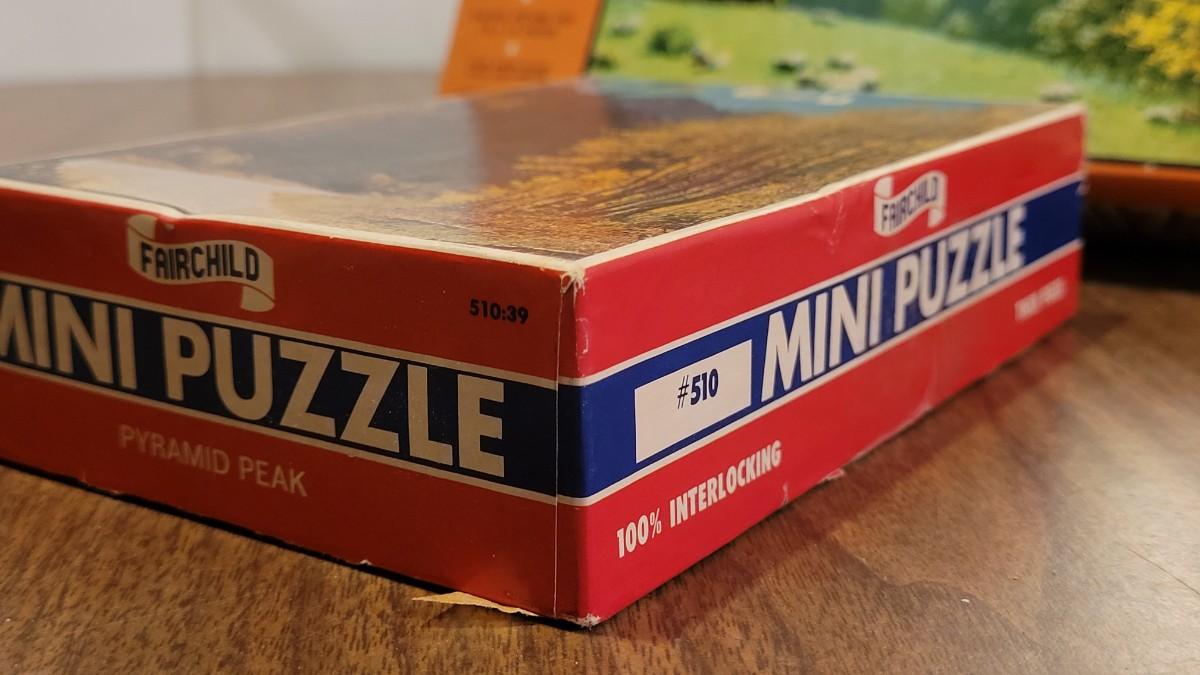 FAIRCHILD
510:39
MINI PUZZLE
PYRAMID PEAK
FAIRCHILD
MINI PUZZLE
#510
100% INTERLOCKING